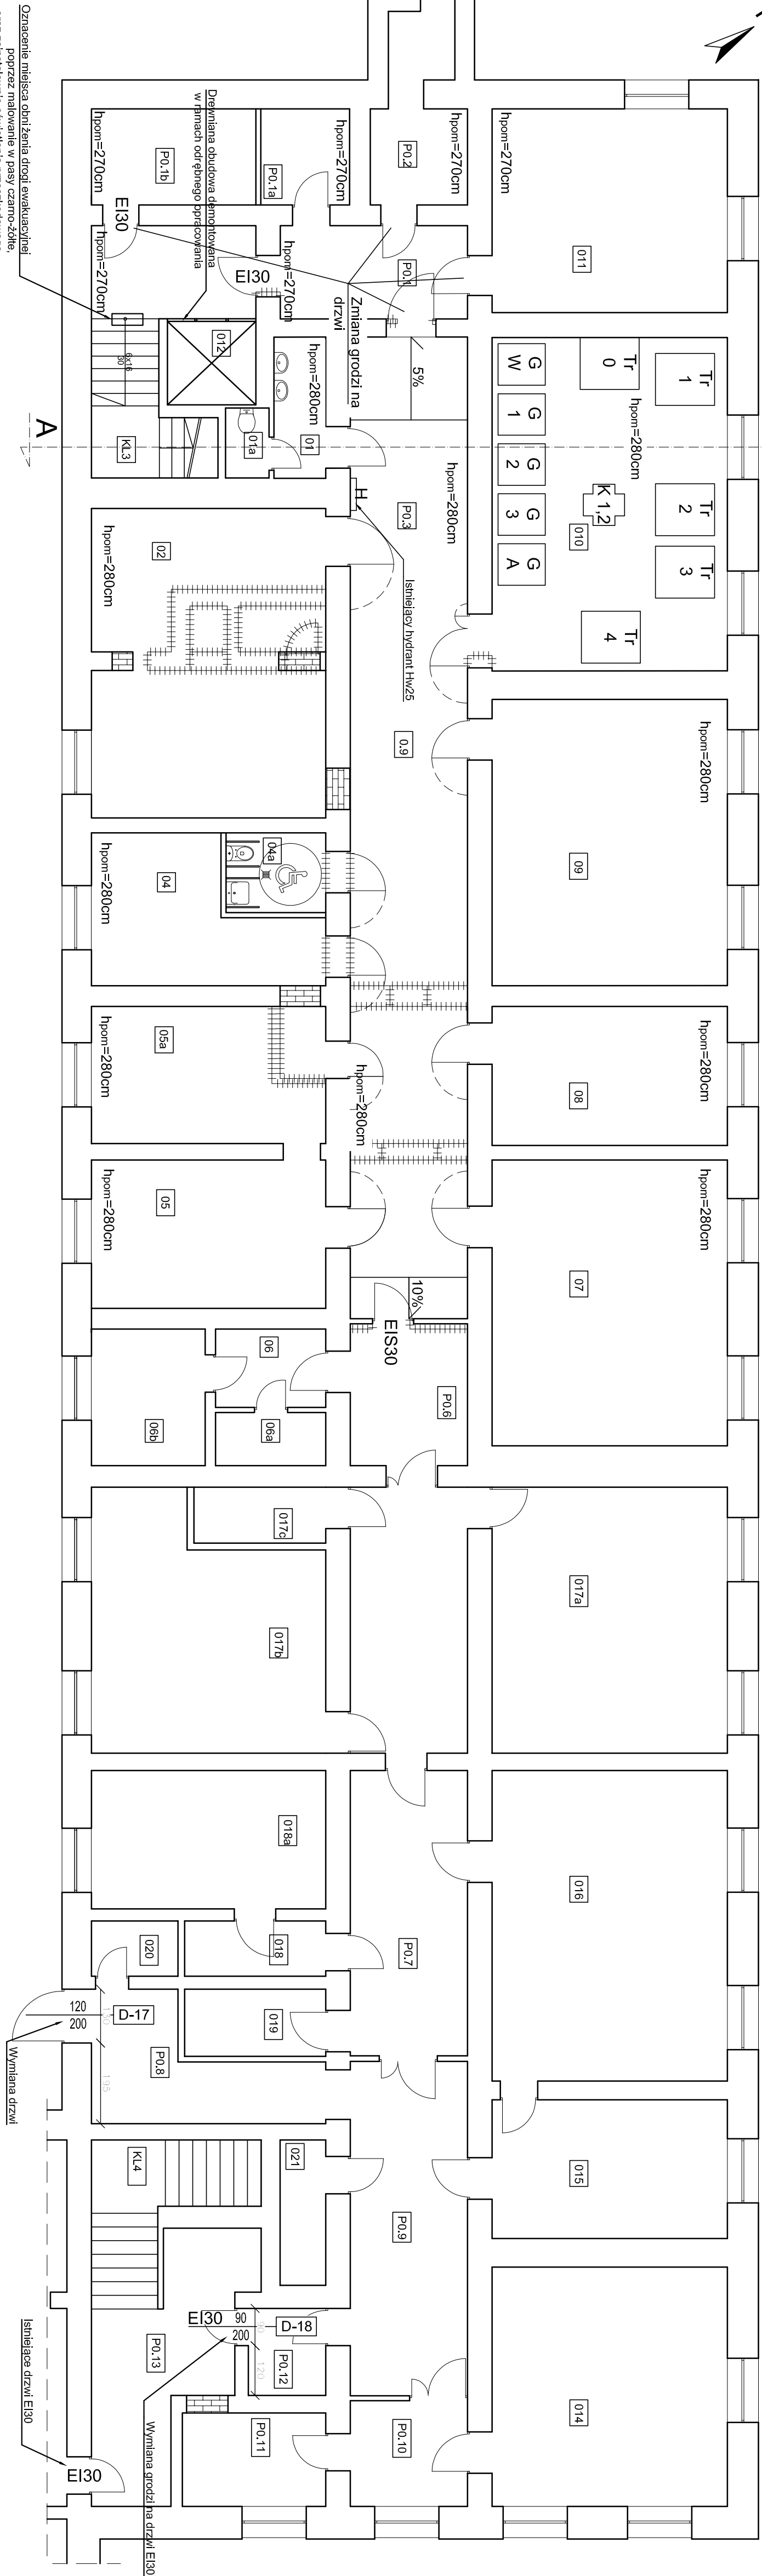 Oznacenie miejsca obniżenia drogi ewakuacyjnej
poprzez malowanie w pasy czarno-żółte,
Drewniana obudowa demontowana
w ramach odrębnego opracowania
hpom=270cm
P0.1b
EI30
hpom=270cm
P0.1a
hpom=270cm
hpom=270cm
EI30
P0.2
hpom=270cm
P0.1
Zmiana grodzi na
drzwi
hpom=270cm
011
012
6x16
30
KL3
A
01a
01
hpom=280cm
5%
H
P0.3
hpom=280cm
Istniejący hydrant Hw25
G
W
G
1
G
2
G
3
G
A
Tr
0
Tr
1
Tr
2
Tr
3
Tr
4
hpom=280cm
K 1,2
010
02
hpom=280cm
0.9
hpom=280cm
09
04
hpom=280cm
04a
05a
hpom=280cm
hpom=280cm
hpom=280cm
08
05
hpom=280cm
hpom=280cm
07
10%
EIS30
06
06a
06b
P0.6
017c
017b
017a
018a
018
016
020
P0.7
019
D-17
120
200
100
195
Wymiana drzwi
P0.8
015
KL4
021
P0.9
EI30
90
200
D-18
90
120
P0.12
P0.13
Wymiana grodzi na drzwi EI30
014
P0.10
P0.11
Istniejące drzwi EI30
EI30